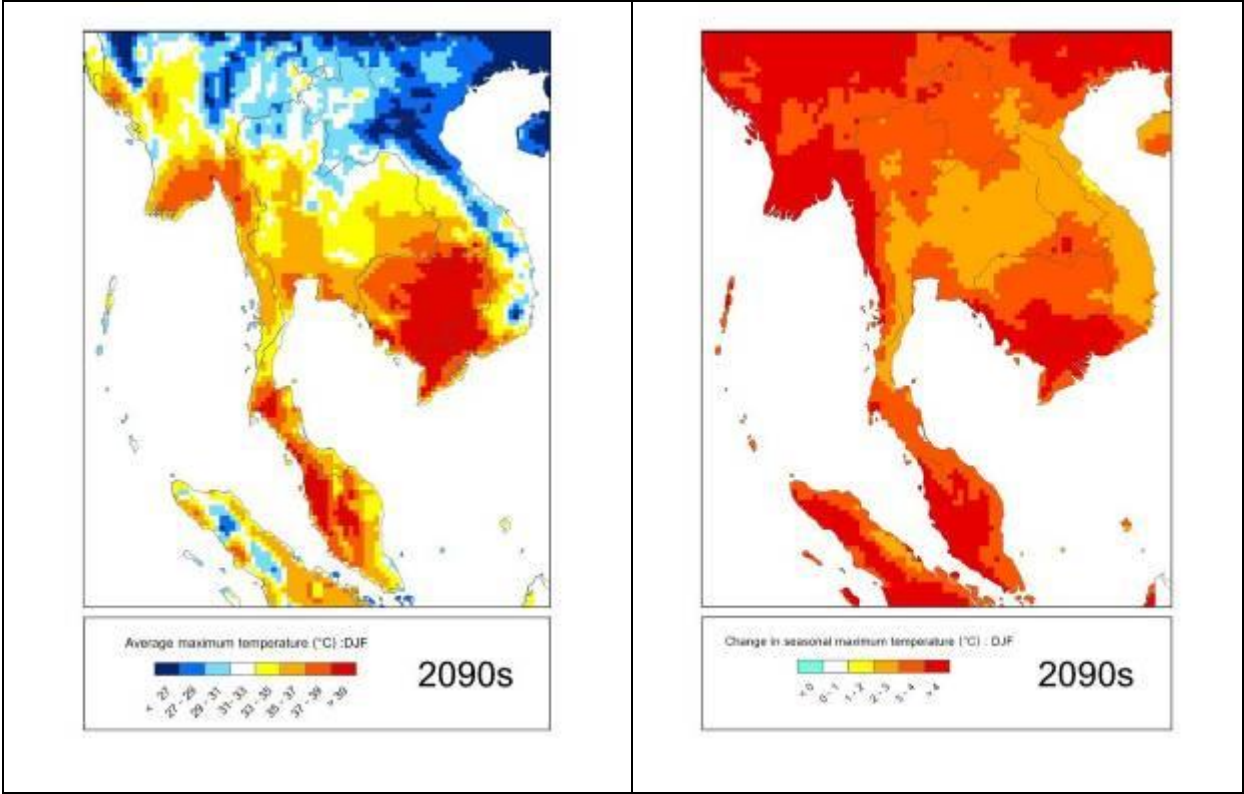 Average maximum temperature (°C) :DJF
2090s
< 27
27 - 29
29 - 31
31-33
33 - 35
35 - 37
37 - 39
> 39
Change in seasonal maximum temperature (°C) : DJF
2090s
< 0
0 - 1
1 - 2
2 - 3
3 - 4
> 4